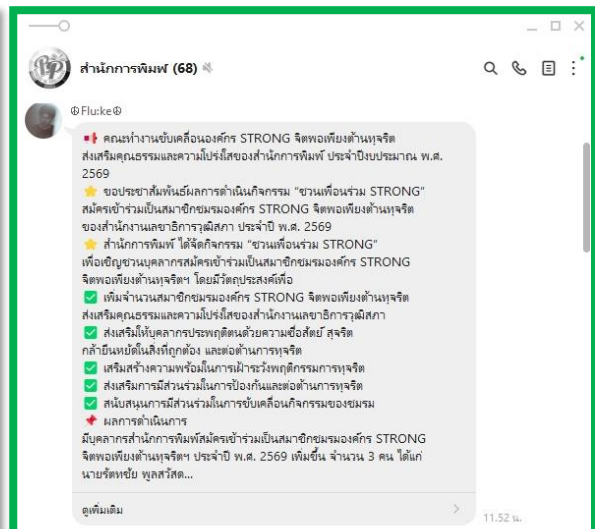 สำนักการพิมพ์ (68)
☮Flu:ke☮
คณะทำงานขับเคลื่อนองค์กร STRONG จิตพอเพียงต้านทุจริต
ส่งเสริมคุณธรรมและความโปร่งใสของสำนักการพิมพ์ ประจำปีงบประมาณ พ.ศ.
2569
⭐ ขอประชาสัมพันธ์ผลการดำเนินกิจกรรม "ชวนเพื่อนร่วม STRONG"
สมัครเข้าร่วมเป็นสมาชิกชมรมองค์กร STRONG จิตพอเพียงต้านทุจริต
ของสำนักงานเลขาธิการวุฒิสภา ประจำปี พ.ศ. 2569
⭐ สำนักการพิมพ์ ได้จัดกิจกรรม "ชวนเพื่อนร่วม STRONG"
เพื่อเชิญชวนบุคลากรสมัครเข้าร่วมเป็นสมาชิกชมรมองค์กร STRONG
จิตพอเพียงต้านทุจริตฯ โดยมีวัตถุประสงค์เพื่อ
✅ เพิ่มจำนวนสมาชิกชมรมองค์กร STRONG จิตพอเพียงต้านทุจริต
ส่งเสริมคุณธรรมและความโปร่งใสของสำนักงานเลขาธิการวุฒิสภา
✅ ส่งเสริมให้บุคลากรประพฤติตนด้วยความซื่อสัตย์ สุจริต
กล้ายืนหยัดในสิ่งที่ถูกต้อง และต่อต้านการทุจริต
✅ เสริมสร้างความพร้อมในการเฝ้าระวังพฤติกรรมการทุจริต
✅ ส่งเสริมการมีส่วนร่วมในการป้องกันและต่อต้านการทุจริต
✅ สนับสนุนการมีส่วนร่วมในการขับเคลื่อนกิจกรรมของชมรม
📌 ผลการดำเนินการ
มีบุคลากรสำนักการพิมพ์สมัครเข้าร่วมเป็นสมาชิกชมรมองค์กร STRONG
จิตพอเพียงต้านทุจริตฯ ประจำปี พ.ศ. 2569 เพิ่มขึ้น จำนวน 3 คน ได้แก่
นายรัตทชัย พูลสวัสด...
ดูเพิ่มเติม
11.52 น.